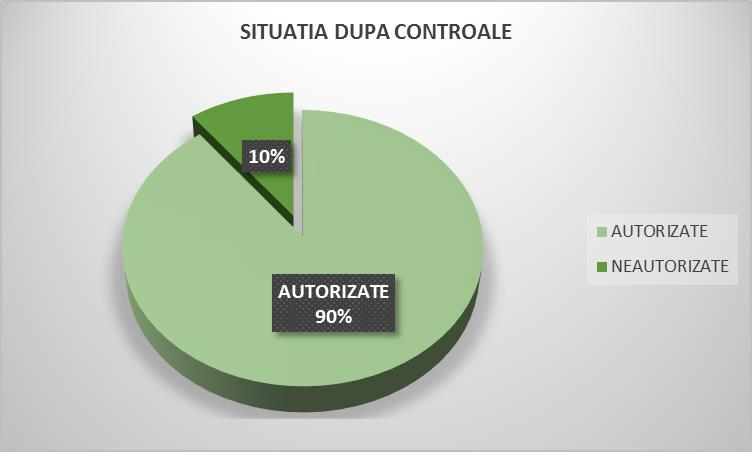 SITUATIA DUPA CONTROALE
10%
AUTORIZATE
90%
AUTORIZATE
NEAUTORIZATE